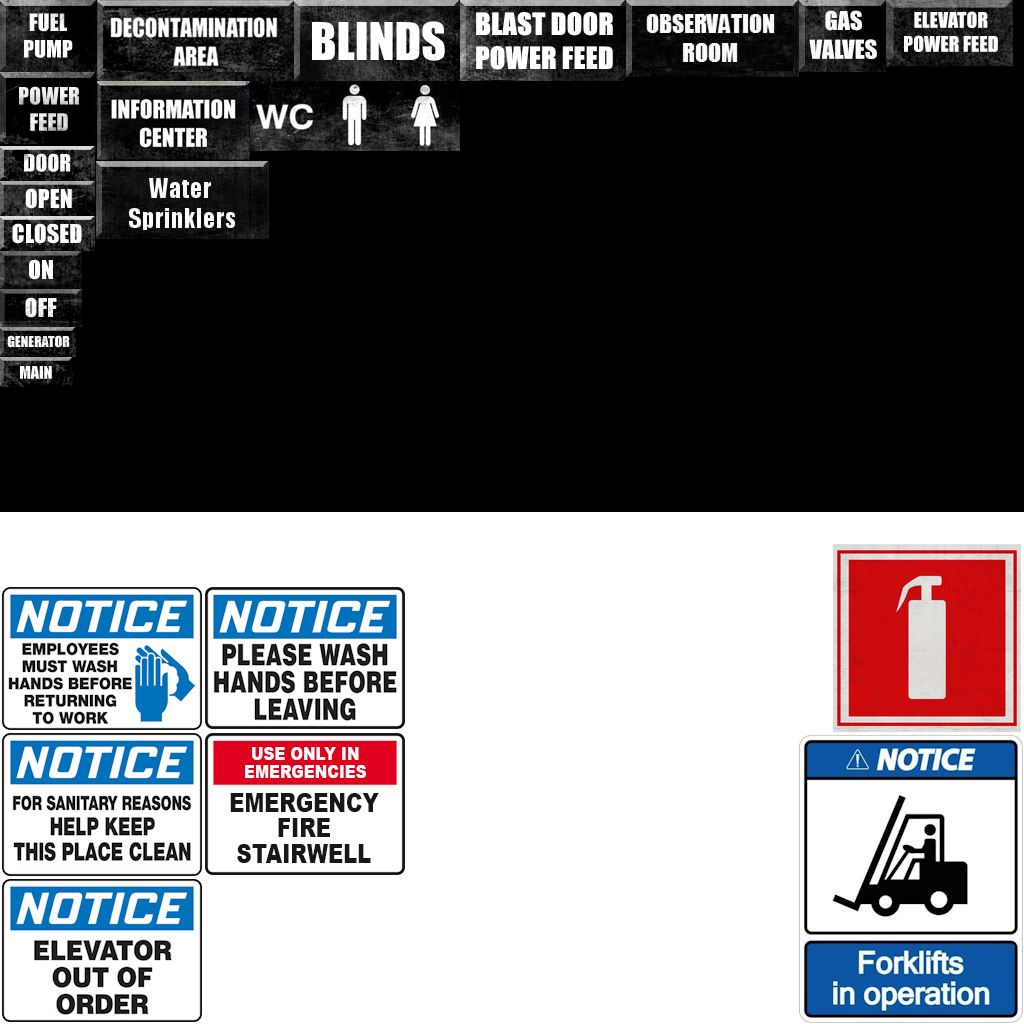 FUEL
PUMP
DECONTAMINATION
AREA
BLINDS
BLAST DOOR
POWER FEED
OBSERVATION
ROOM
GAS
VALVES
ELEVATOR
POWER FEED
POWER
FEED
INFORMATION
CENTER
WC
DOOR
OPEN
CLOSED
Water
Sprinklers
ON
OFF
GENERATOR
MAIN
NOTICE
EMPLOYEES
MUST WASH
HANDS BEFORE
RETURNING
TO WORK
NOTICE
PLEASE WASH
HANDS BEFORE
LEAVING
NOTICE
FOR SANITARY REASONS
HELP KEEP
THIS PLACE CLEAN
USE ONLY IN
EMERGENCIES
EMERGENCY
FIRE
STAIRWELL
NOTICE
ELEVATOR
OUT OF
ORDER
NOTICE
Forklifts
in operation